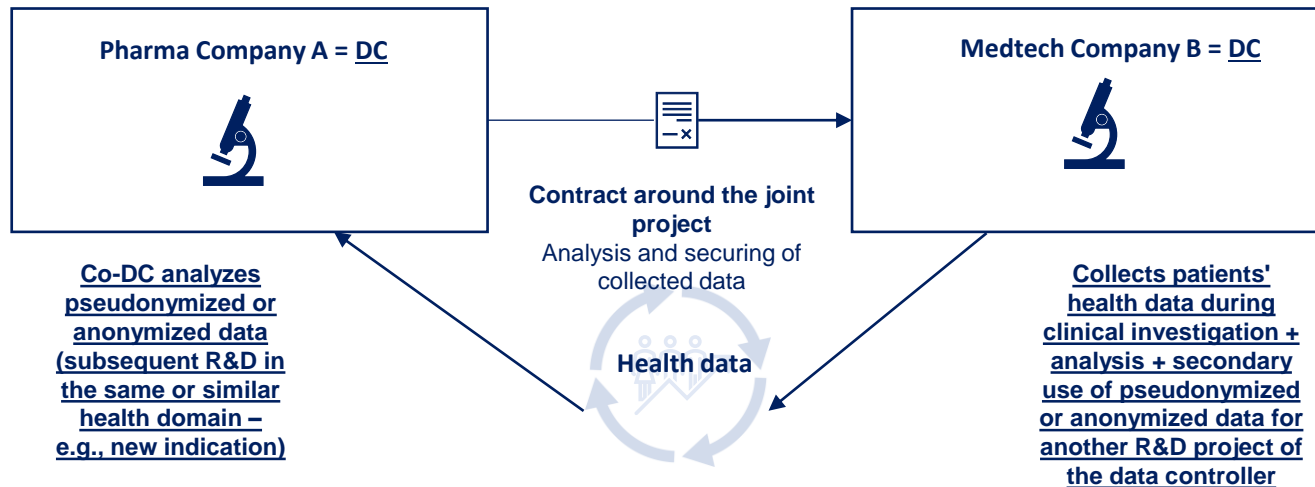 Pharma Company A = DC
Medtech Company B = DC
Contract around the joint
project
Analysis and securing of
collected data
Health data
Co-DC analyzes
pseudonymized or
anonymized data
(subsequent R&D in
the same or similar
health domain –
e.g., new indication)
Collects patients'
health data during
clinical investigation +
analysis + secondary
use of pseudonymized
or anonymized data for
another R&D project of
the data controller